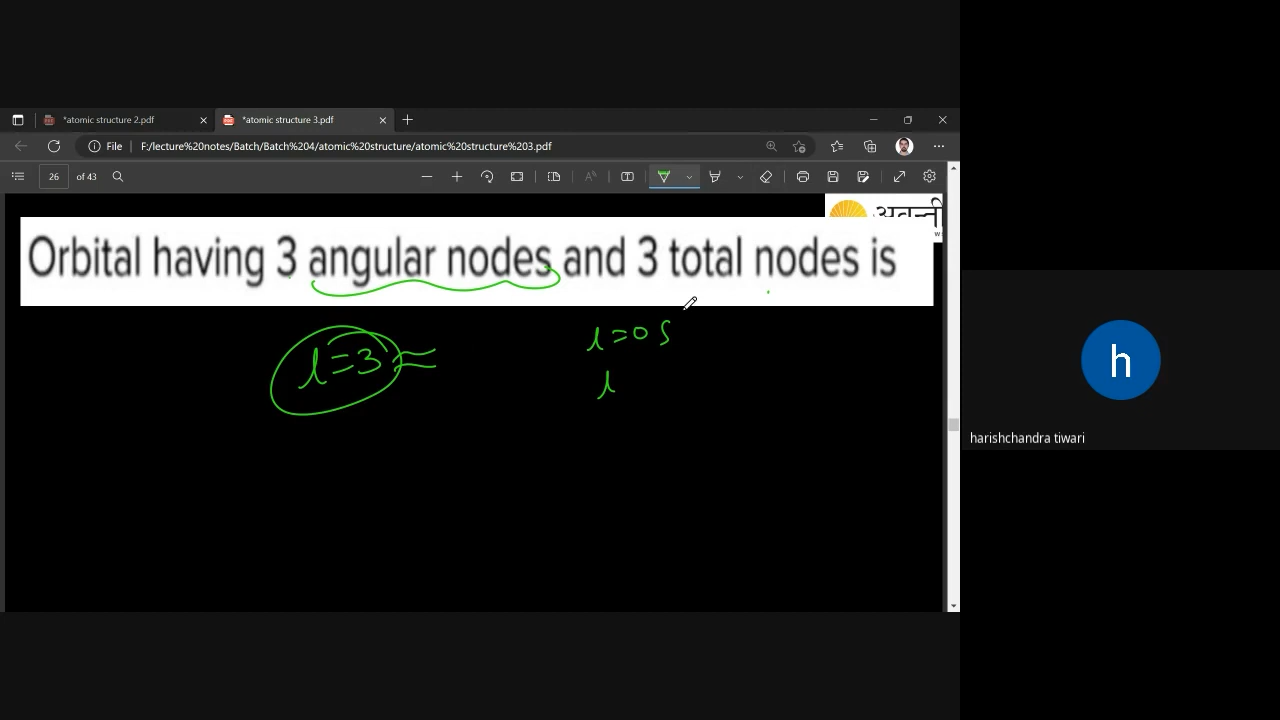 *atomic structure 2.pdf
*atomic structure 3.pdf
File
F:/lecture%20notes/Batch/Batch%204/atomic%20structure/atomic%20structure%203.pdf
26 of 43
Orbital having 3 angular nodes and 3 total nodes is
l=3
l=0 S
l
h
harishchandra tiwari